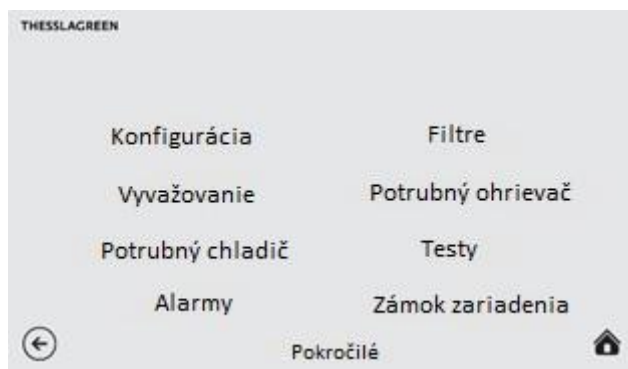 THESSLAGREEN
Konfigurácia
Filtre
Vyvažovanie
Potrubný ohrievač
Potrubný chladič
Testy
Alarmy
Zámok zariadenia
Pokročilé